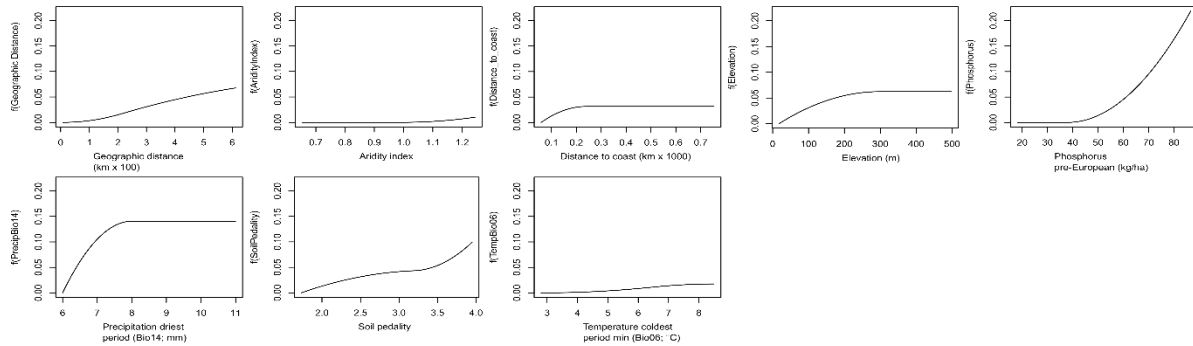 f(Geographic Distance)
0.00 0.05 0.10 0.15 0.20
0 1 2 3 4 5 6
Geographic distance
(km x 100)
f(AridityIndex)
0.00 0.05 0.10 0.15 0.20
0.7 0.8 0.9 1.0 1.1 1.2
Aridity index
f(Distance_to_coast)
0.00 0.05 0.10 0.15 0.20
0.1 0.2 0.3 0.4 0.5 0.6 0.7
Distance to coast (km x 1000)
f(Elevation)
0.00 0.05 0.10 0.15 0.20
0 100 200 300 400 500
Elevation (m)
f(Phosphorus)
0.00 0.05 0.10 0.15 0.20
20 30 40 50 60 70 80
Phosphorus
pre-European (kg/ha)
f(PrecipBio14)
0.00 0.05 0.10 0.15 0.20
6 7 8 9 10 11
Precipitation driest
period (Bio14; mm)
f(SoilPedality)
0.00 0.05 0.10 0.15 0.20
2.0 2.5 3.0 3.5 4.0
Soil pedality
f(TempBio06)
0.00 0.05 0.10 0.15 0.20
3 4 5 6 7 8
Temperature coldest
period min (Bio06; °C)